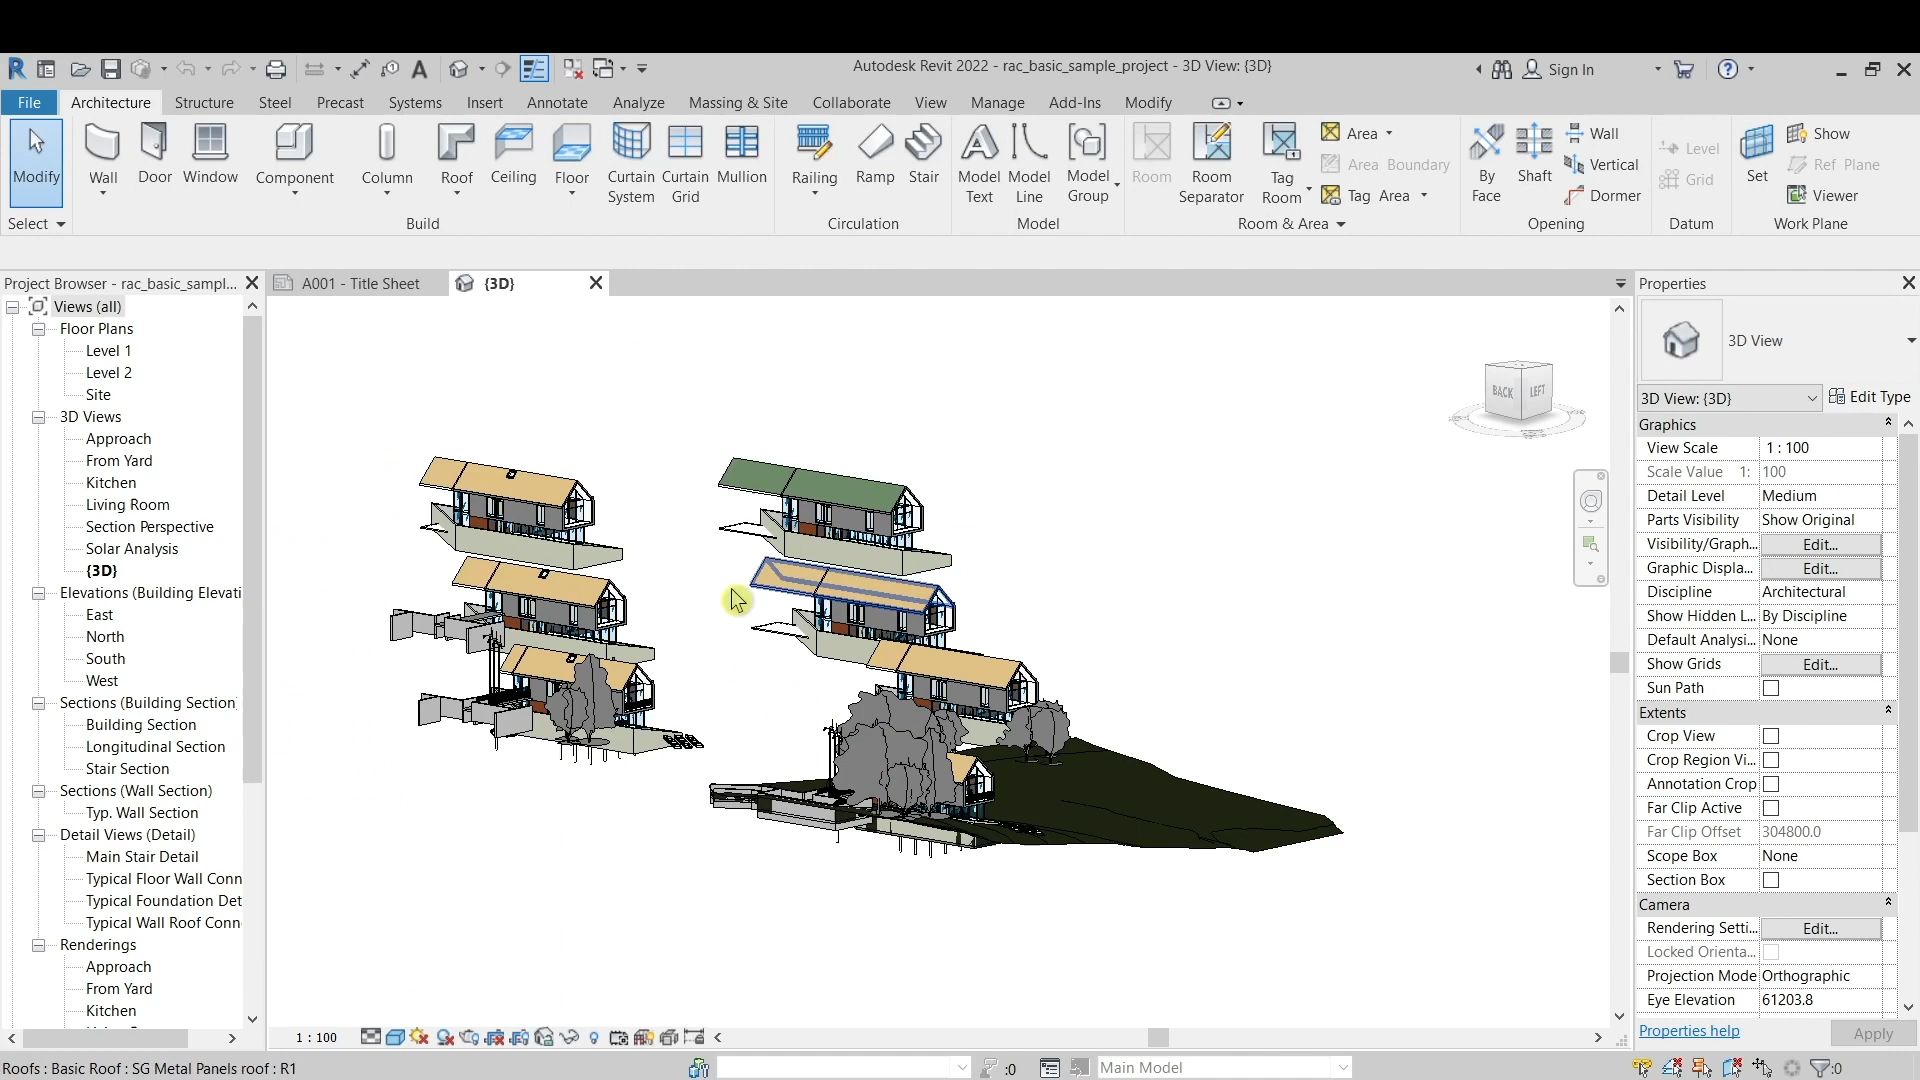 Autodesk Revit 2022 - rac_basic_sample_project - 3D View: {3D}
Sign In
File Architecture Structure Steel Precast Systems Insert Annotate Analyze Massing & Site Collaborate View Manage Add-Ins Modify
Modify
Wall
Door
Window
Component
Column
Roof
Ceiling
Floor
Curtain System
Curtain Grid
Mullion
Railing
Ramp
Stair
Model Text
Model Line
Model Group
Room
Room Separator
Tag Room
Area
Area Boundary
Tag Area
By Face
Shaft
Wall
Vertical
Dormer
Level
Grid
Set
Show
Ref Plane
Viewer
Select
Build
Circulation
Model
Room & Area
Opening
Datum
Work Plane
Project Browser - rac_basic_sampl...
A001 - Title Sheet
{3D}
Properties
Views (all)
Floor Plans
Level 1
Level 2
Site
3D Views
Approach
From Yard
Kitchen
Living Room
Section Perspective
Solar Analysis
{3D}
Elevations (Building Elevati
East
North
South
West
Sections (Building Section
Building Section
Longitudinal Section
Stair Section
Sections (Wall Section)
Typ. Wall Section
Detail Views (Detail)
Main Stair Detail
Typical Floor Wall Conn
Typical Foundation Det
Typical Wall Roof Conn
Renderings
Approach
From Yard
Kitchen
BACK LEFT
3D View
3D View: {3D}
Edit Type
Graphics
View Scale 1 : 100
Scale Value 1: 100
Detail Level Medium
Parts Visibility Show Original
Visibility/Graph... Edit...
Graphic Displa... Edit...
Discipline Architectural
Show Hidden L... By Discipline
Default Analysi... None
Show Grids Edit...
Sun Path
Extents
Crop View
Crop Region Vi...
Annotation Crop
Far Clip Active
Far Clip Offset 304800.0
Scope Box None
Section Box
Camera
Rendering Setti... Edit...
Locked Orienta...
Projection Mode Orthographic
Eye Elevation 61203.8
Properties help
Apply
1 : 100
Roofs : Basic Roof : SG Metal Panels roof : R1
:0
Main Model
:0